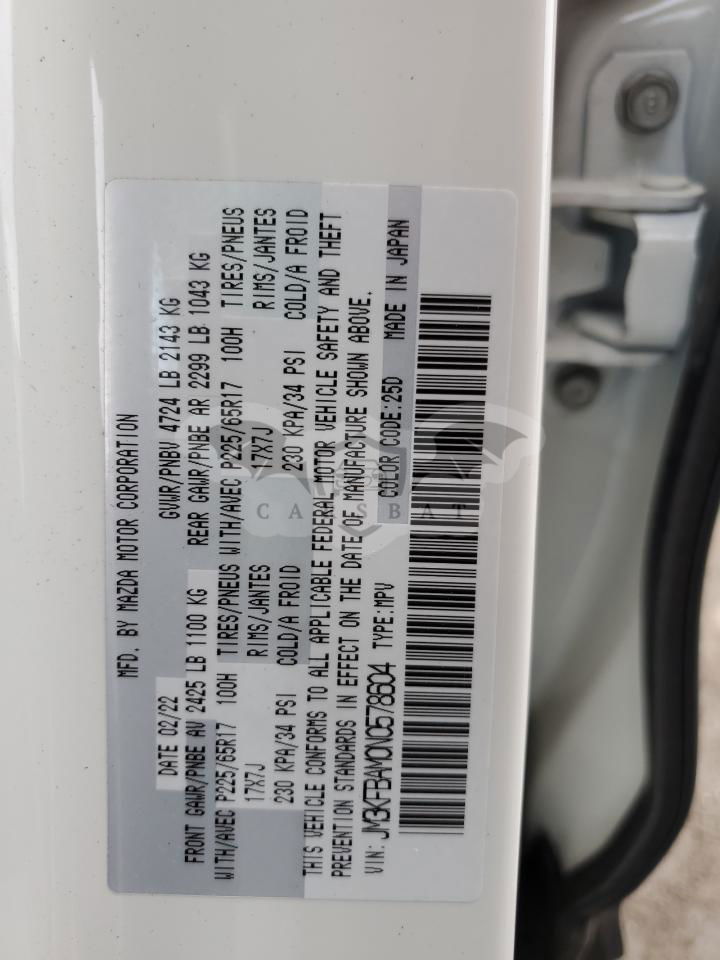 MFD. BY MAZDA MOTOR CORPORATION
DATE 02/22 GVWR/PNBV 4724 LB 2143 KG
FRONT GAWR/PNBE AV 2425 LB 1100 KG REAR GAWR/PNBE AR 2299 LB 1043 KG
WITH/AVEC P225/65R17 100H TIRES/PNEUS WITH/AVEC P225/65R17 100H TIRES/PNEUS
17X7J RIMS/JANTES 17X7J RIMS/JANTES
230 KPA/34 PSI COLD/A FROID 230 KPA/34 PSI COLD/A FROID
THIS VEHICLE CONFORMS TO ALL APPLICABLE FEDERAL MOTOR VEHICLE SAFETY AND THEFT
PREVENTION STANDARDS IN EFFECT ON THE DATE OF MANUFACTURE SHOWN ABOVE.
VIN: JM3KFBAM0N0578604 TYPE:MPV COLOR CODE:25D MADE IN JAPAN
CARSBAT